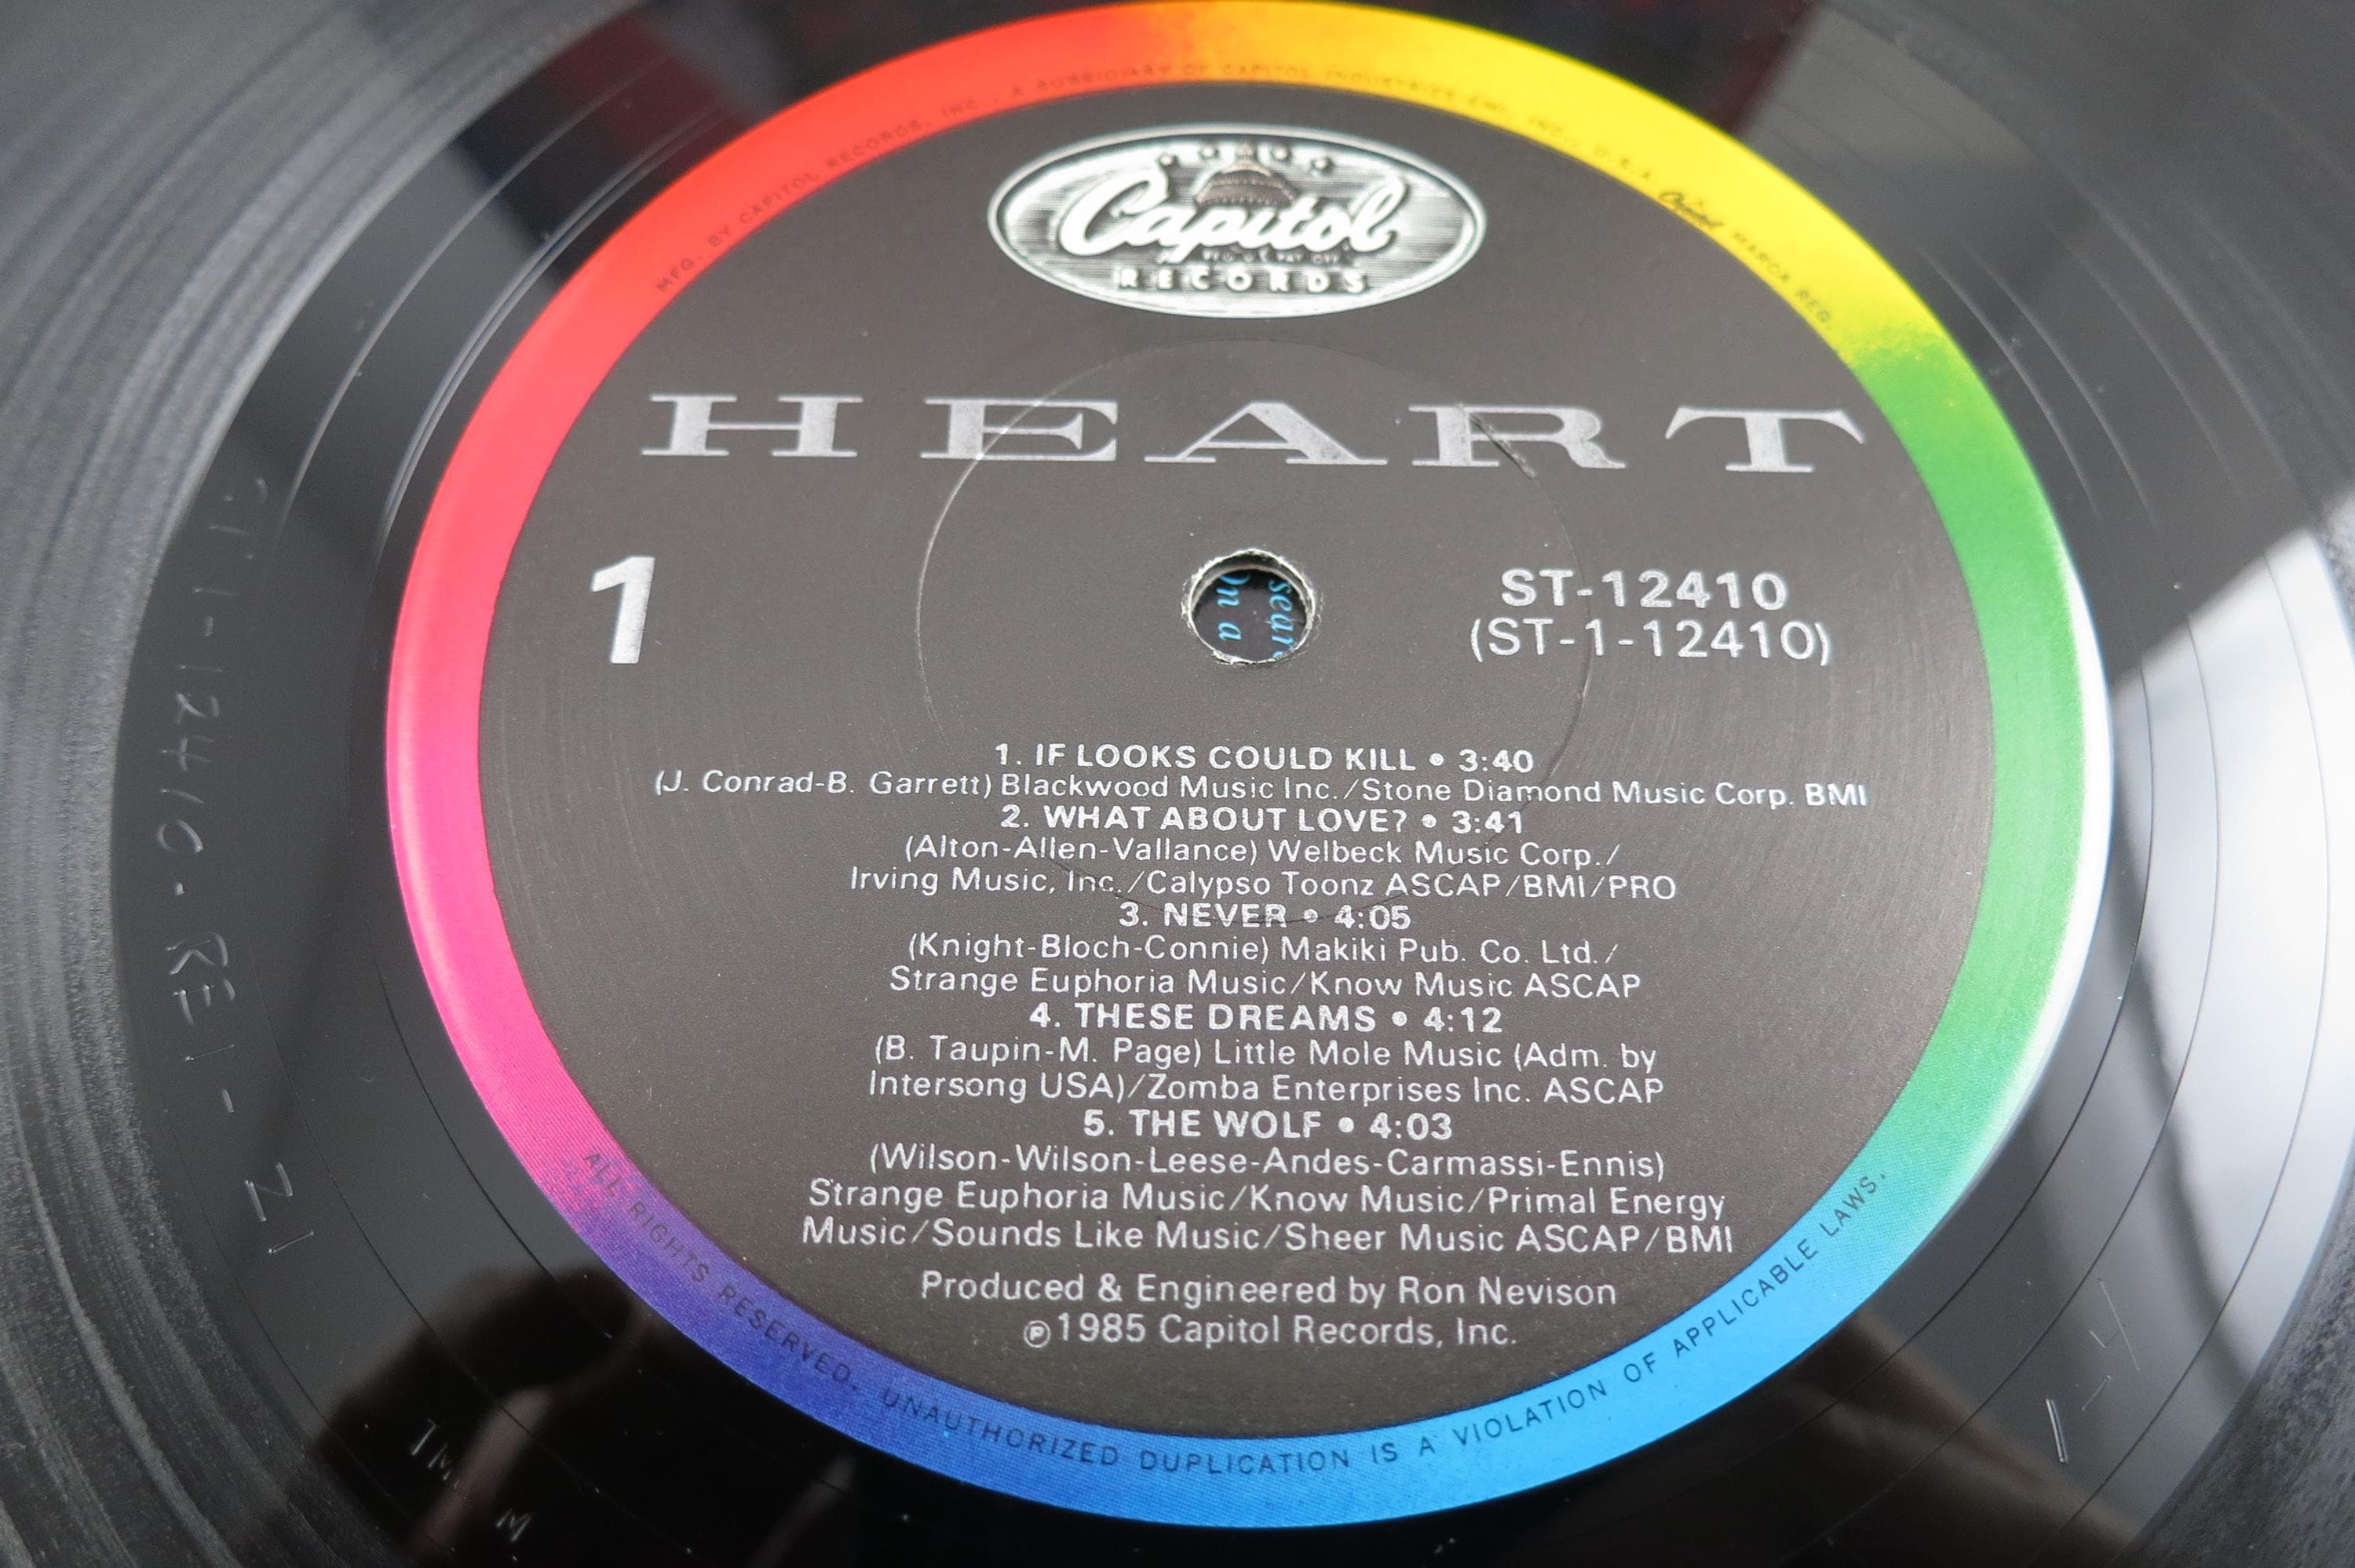 MFG. BY CAPITOL RECORDS, INC., A SUBSIDIARY OF CAPITOL INDUSTRIES-EMI, INC., U.S.A. Capitol MARCA REG.
Capitol
RECORDS
HEART
1
ST-12410
(ST-1-12410)
sear
On a
1. IF LOOKS COULD KILL • 3:40
(J. Conrad-B. Garrett) Blackwood Music Inc./Stone Diamond Music Corp. BMI
2. WHAT ABOUT LOVE? • 3:41
(Alton-Allen-Vallance) Welbeck Music Corp./
Irving Music, Inc./Calypso Toonz ASCAP/BMI/PRO
3. NEVER • 4:05
(Knight-Bloch-Connie) Makiki Pub. Co. Ltd./
Strange Euphoria Music/Know Music ASCAP
4. THESE DREAMS • 4:12
(B. Taupin-M. Page) Little Mole Music (Adm. by
Intersong USA)/Zomba Enterprises Inc. ASCAP
5. THE WOLF • 4:03
(Wilson-Wilson-Leese-Andes-Carmassi-Ennis)
Strange Euphoria Music/Know Music/Primal Energy
Music/Sounds Like Music/Sheer Music ASCAP/BMI
Produced & Engineered by Ron Nevison
℗1985 Capitol Records, Inc.
ALL RIGHTS RESERVED. UNAUTHORIZED DUPLICATION IS A VIOLATION OF APPLICABLE LAWS.